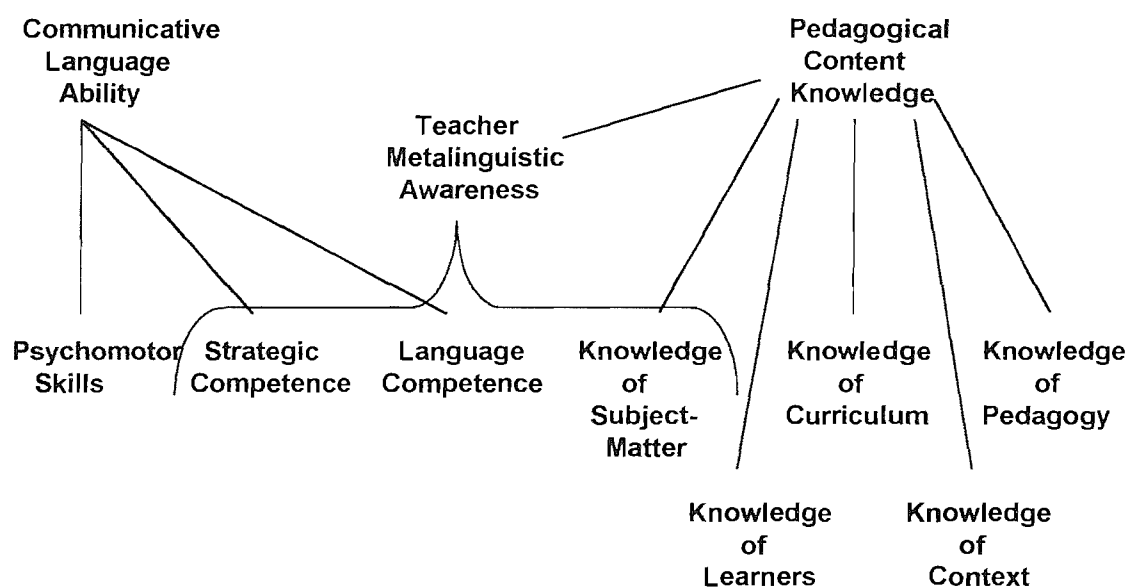 Communicative
Language
Ability
Pedagogical
Content
Knowledge
Teacher
Metalinguistic
Awareness
Psychomotor
Skills
Strategic
Competence
Language
Competence
Knowledge
of
Subject-
Matter
Knowledge
of
Curriculum
Knowledge
of
Pedagogy
Knowledge
of
Learners
Knowledge
of
Context